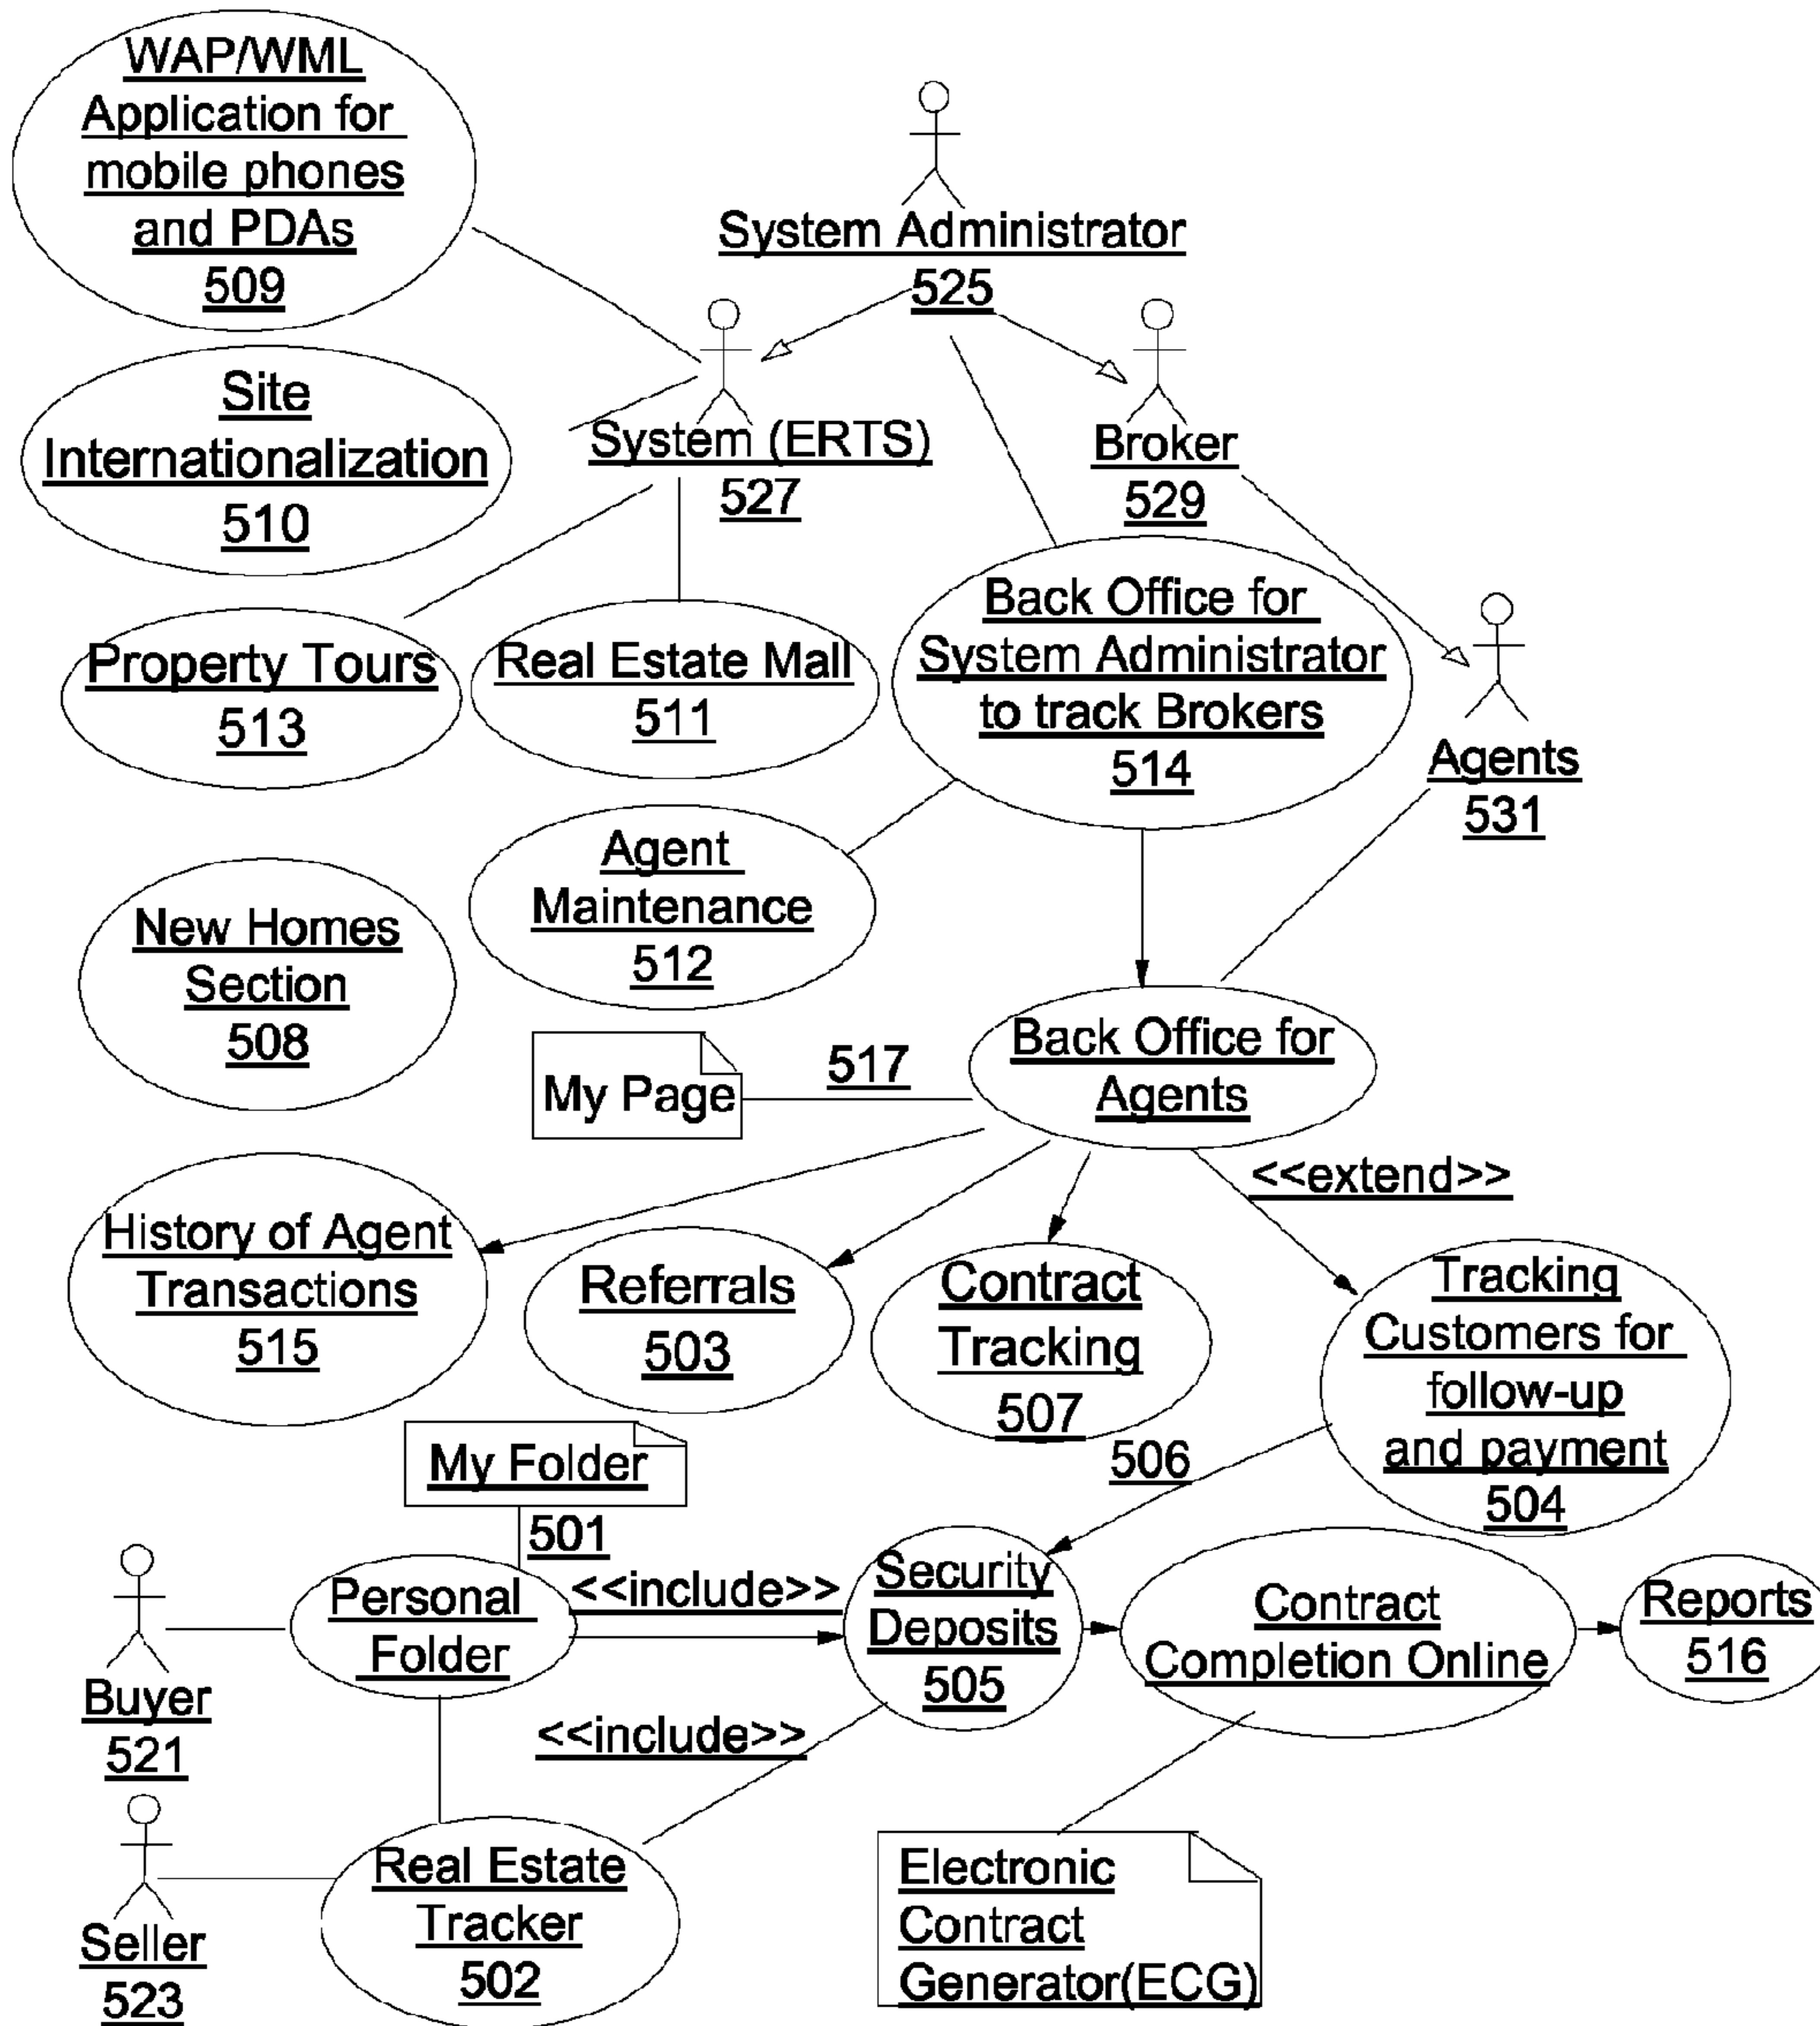 WAP/WML
Application for
mobile phones
and PDAs
509
System Administrator
525
Site
Internationalization
510
System (ERTS)
527
Broker
529
Property Tours
513
Real Estate Mall
511
Back Office for
System Administrator
to track Brokers
514
Agents
531
Agent
Maintenance
512
New Homes
Section
508
My Page
517
Back Office for
Agents
<<extend>>
History of Agent
Transactions
515
Referrals
503
Contract
Tracking
507
Tracking
Customers for
follow-up
and payment
504
My Folder
501
506
Buyer
521
Personal
Folder
<<include>>
Security
Deposits
505
Contract
Completion Online
Reports
516
<<include>>
Seller
523
Real Estate
Tracker
502
Electronic
Contract
Generator(ECG)